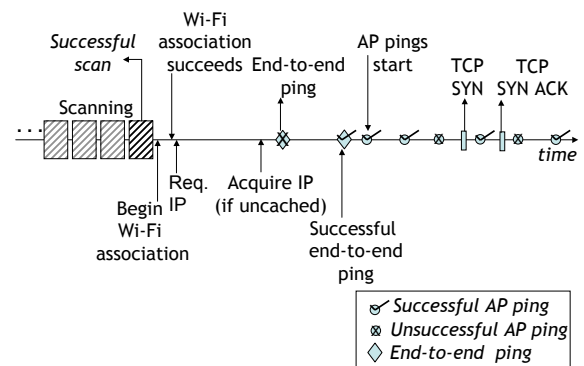 Wi-Fi
association
succeeds
Successful
scan
End-to-end
ping
AP pings
start
TCP
SYN
TCP
SYN ACK
Scanning
...
time
Req.
IP
Begin
Wi-Fi
association
Acquire IP
(if uncached)
Successful
end-to-end
ping
Successful AP ping
Unsuccessful AP ping
End-to-end ping